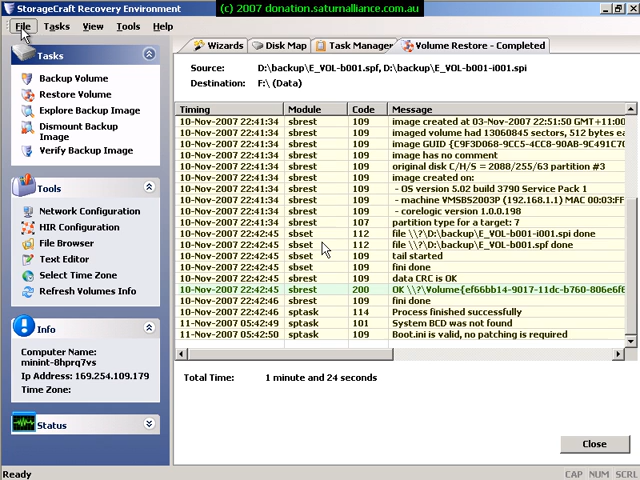 StorageCraft Recovery Environment
(c) 2007 donation.saturnalliance.com.au
File Tasks View Tools Help
Tasks
Backup Volume
Restore Volume
Explore Backup Image
Dismount Backup
Image
Verify Backup Image
Tools
Network Configuration
HIR Configuration
File Browser
Text Editor
Select Time Zone
Refresh Volumes Info
Info
Computer Name:
minint-8hprq7vs
Ip Address: 169.254.109.179
Time Zone:
Status
Wizards Disk Map Task Manager Volume Restore - Completed
Source: D:\backup\E_VOL-b001.spf, D:\backup\E_VOL-b001-i001.spi
Destination: F:\ (Data)
Timing Module Code Message
10-Nov-2007 22:41:34 sbrest 109 image created at 03-Nov-2007 22:51:50 GMT+11:00
10-Nov-2007 22:41:34 sbrest 109 imaged volume had 13060845 sectors, 512 bytes ea
10-Nov-2007 22:41:34 sbrest 109 image GUID {C9F3D068-9CC5-4CC8-90AB-9C491C70
10-Nov-2007 22:41:34 sbrest 109 image has no comment
10-Nov-2007 22:41:34 sbrest 109 original disk C/H/S = 2088/255/63 partition #3
10-Nov-2007 22:41:34 sbrest 109 image created on:
10-Nov-2007 22:41:34 sbrest 109 - OS version 5.02 build 3790 Service Pack 1
10-Nov-2007 22:41:34 sbrest 109 - machine VMSBS2003P (192.168.1.1) MAC 00:03:FF
10-Nov-2007 22:41:34 sbrest 109 - corelogic version 1.0.0.198
10-Nov-2007 22:41:34 sbrest 107 partition type for a target: 7
10-Nov-2007 22:42:45 sbset 112 file \\?\D:\backup\E_VOL-b001-i001.spi done
10-Nov-2007 22:42:45 sbset 112 file \\?\D:\backup\E_VOL-b001.spf done
10-Nov-2007 22:42:45 sbset 109 tail started
10-Nov-2007 22:42:45 sbset 109 fini done
10-Nov-2007 22:42:45 sbrest 109 data CRC is OK
10-Nov-2007 22:42:45 sbrest 200 OK \\?\Volume{ef66bb14-9017-11dc-b760-806e6f6
10-Nov-2007 22:42:46 sbrest 109 fini done
10-Nov-2007 22:42:46 sptask 114 Process finished successfully
11-Nov-2007 05:42:49 sptask 101 System BCD was not found
11-Nov-2007 05:42:50 sptask 109 Boot.ini is valid, no patching is required
Total Time: 1 minute and 24 seconds
Close
Ready
CAP NUM SCRL